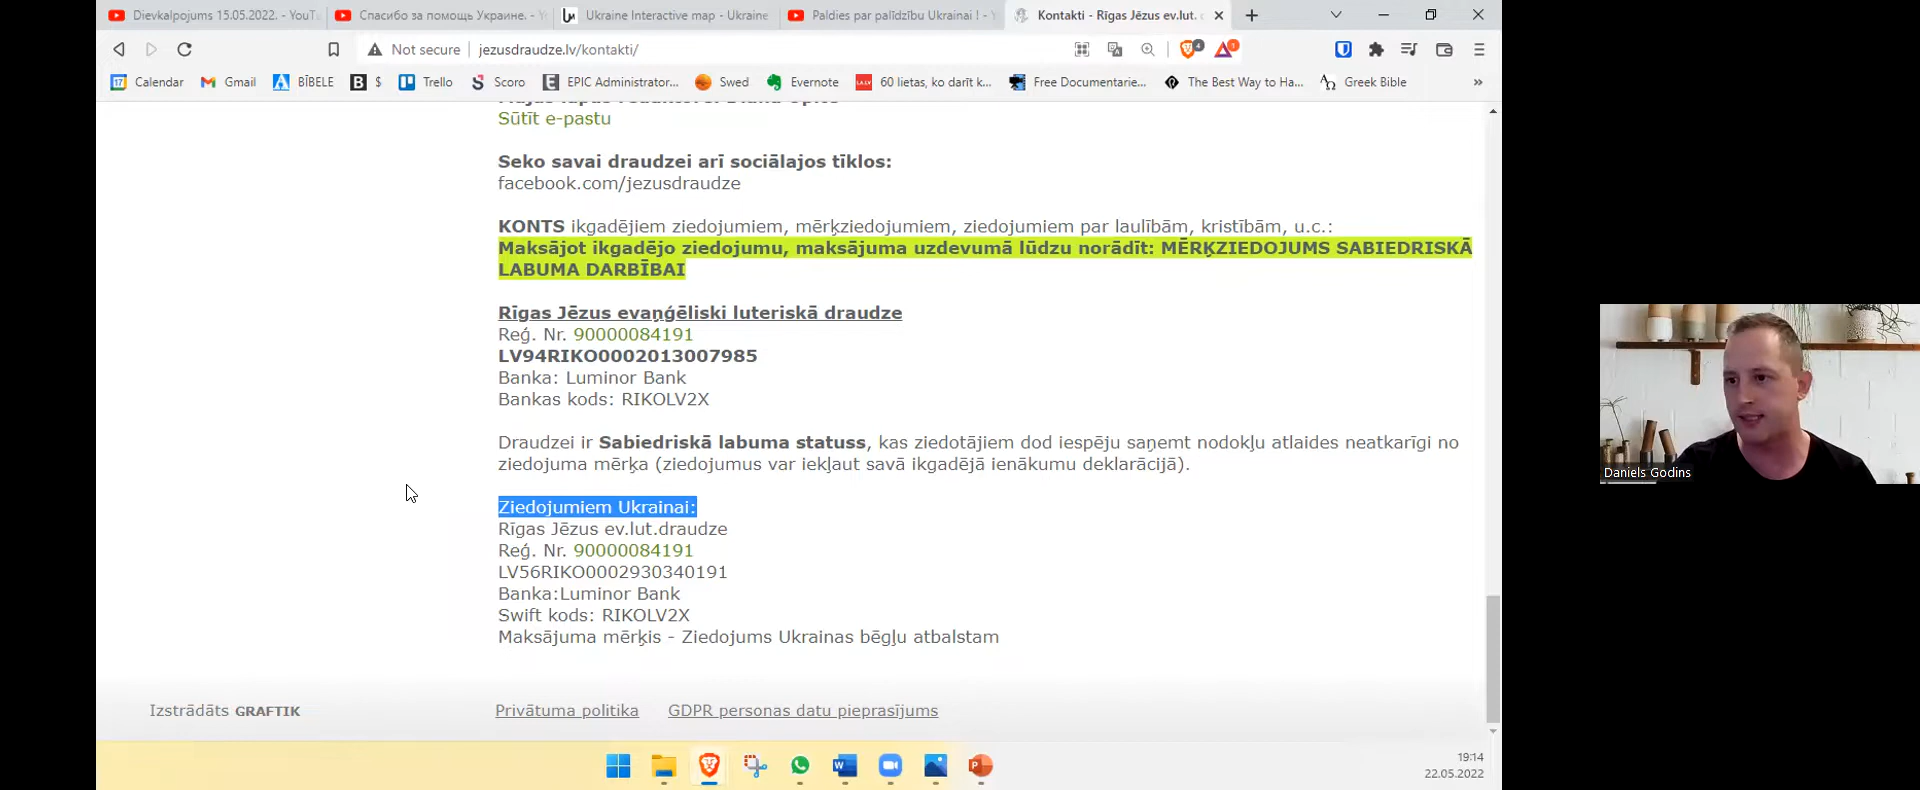 Dievkalpojums 15.05.2022. - YouT
Спасибо за помощь Украине. - Y
Ukraine Interactive map - Ukraine
Paldies par palīdzību Ukrainai ! - Y
Kontakti - Rīgas Jēzus ev.lut.
Not secure
jezusdraudze.lv/kontakti/
4
1
17 Calendar
Gmail
BĪBELE
$
Trello
Scoro
EPIC Administrator...
Swed
Evernote
60 lietas, ko darīt k...
Free Documentarie...
The Best Way to Ha...
Greek Bible
»
Sūtīt e-pastu
Seko savai draudzei arī sociālajos tīklos:
facebook.com/jezusdraudze
KONTS ikgadējiem ziedojumiem, mērķziedojumiem, ziedojumiem par laulībām, kristībām, u.c.:
Maksājot ikgadējo ziedojumu, maksājuma uzdevumā lūdzu norādīt: MĒRĶZIEDOJUMS SABIEDRISKĀ
LABUMA DARBĪBAI
Rīgas Jēzus evaņģēliski luteriskā draudze
Reģ. Nr. 90000084191
LV94RIKO0002013007985
Banka: Luminor Bank
Bankas kods: RIKOLV2X
Draudzei ir Sabiedriskā labuma statuss, kas ziedotājiem dod iespēju saņemt nodokļu atlaides neatkarīgi no
ziedojuma mērķa (ziedojumus var iekļaut savā ikgadējā ienākumu deklarācijā).
Ziedojumiem Ukrainai:
Rīgas Jēzus ev.lut.draudze
Reģ. Nr. 90000084191
LV56RIKO0002930340191
Banka:Luminor Bank
Swift kods: RIKOLV2X
Maksājuma mērķis - Ziedojums Ukrainas bēgļu atbalstam
Izstrādāts GRAFTIK
Privātuma politika
GDPR personas datu pieprasījums
19:14
22.05.2022
Daniels Godins